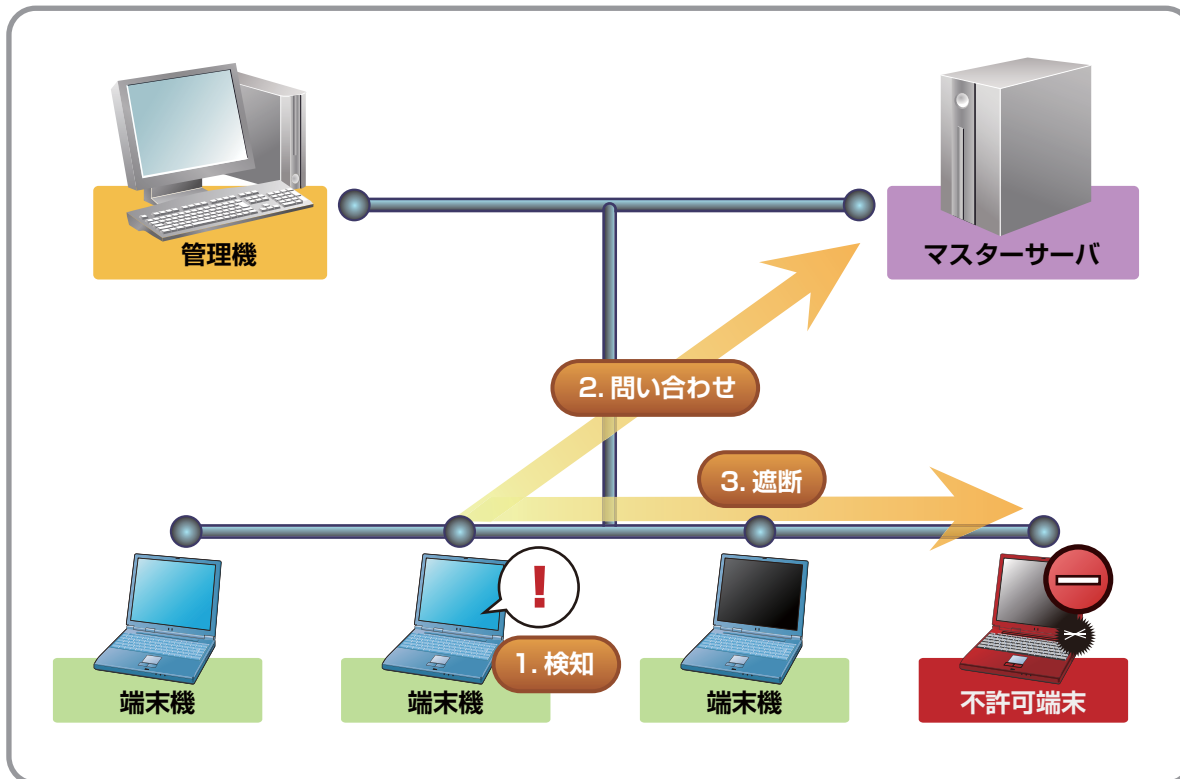 管理機
マスターサーバ
2. 問い合わせ
3. 遮断
!
1. 検知
端末機
端末機
端末機
不許可端末